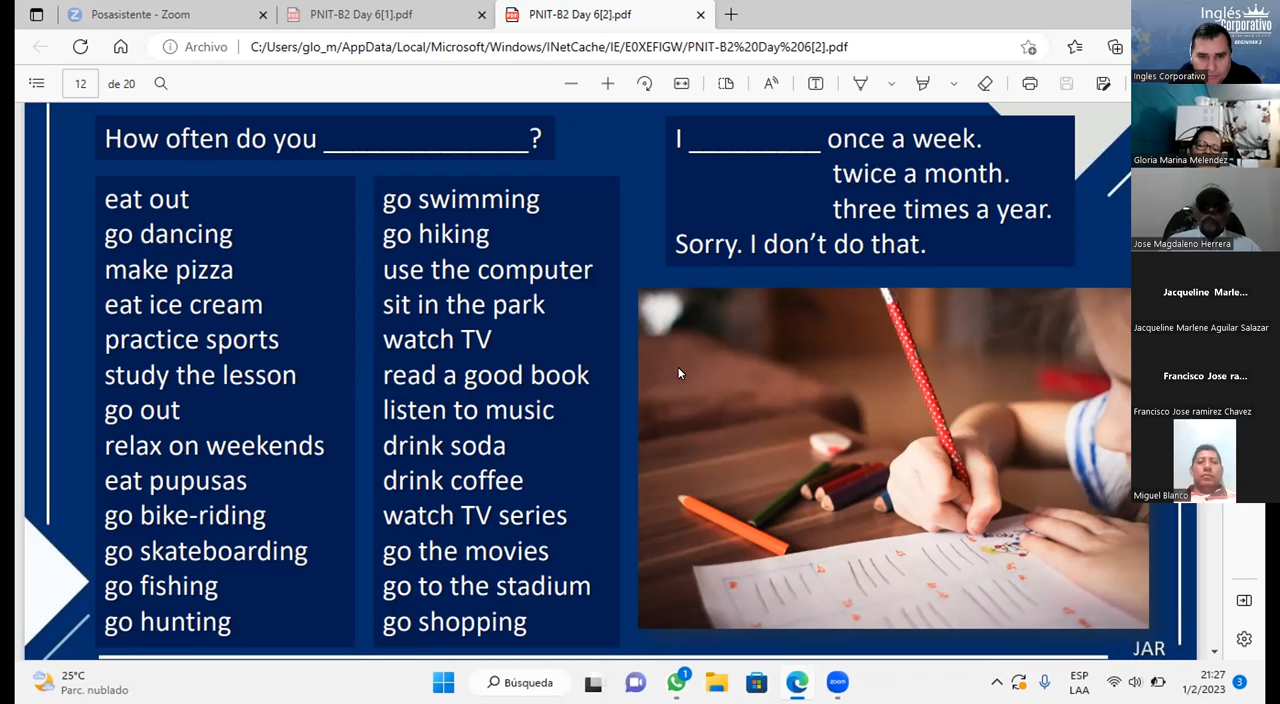 Posasistente - Zoom
PNIT-B2 Day 6[1].pdf
PNIT-B2 Day 6[2].pdf
Archivo
C:/Users/glo_m/AppData/Local/Microsoft/Windows/INetCache/IE/E0XEFIGW/PNIT-B2%20Day%206[2].pdf
12
de 20
How often do you _______________?
eat out
go dancing
make pizza
eat ice cream
practice sports
study the lesson
go out
relax on weekends
eat pupusas
go bike-riding
go skateboarding
go fishing
go hunting
go swimming
go hiking
use the computer
sit in the park
watch TV
read a good book
listen to music
drink soda
drink coffee
watch TV series
go the movies
go to the stadium
go shopping
I _________ once a week.
twice a month.
three times a year.
Sorry. I don't do that.
JAR
Inglés
Corporativo
BEGINNER 2
Ingles Corporativo
Gloria Marina Melendez
Jose Magdaleno Herrera
Jacqueline Marle...
Jacqueline Marlene Aguilar Salazar
Francisco Jose ra...
Francisco Jose ramirez Chavez
Miguel Blanco
25°C
Parc. nublado
Búsqueda
1
zoom
ESP
LAA
21:27
1/2/2023
3